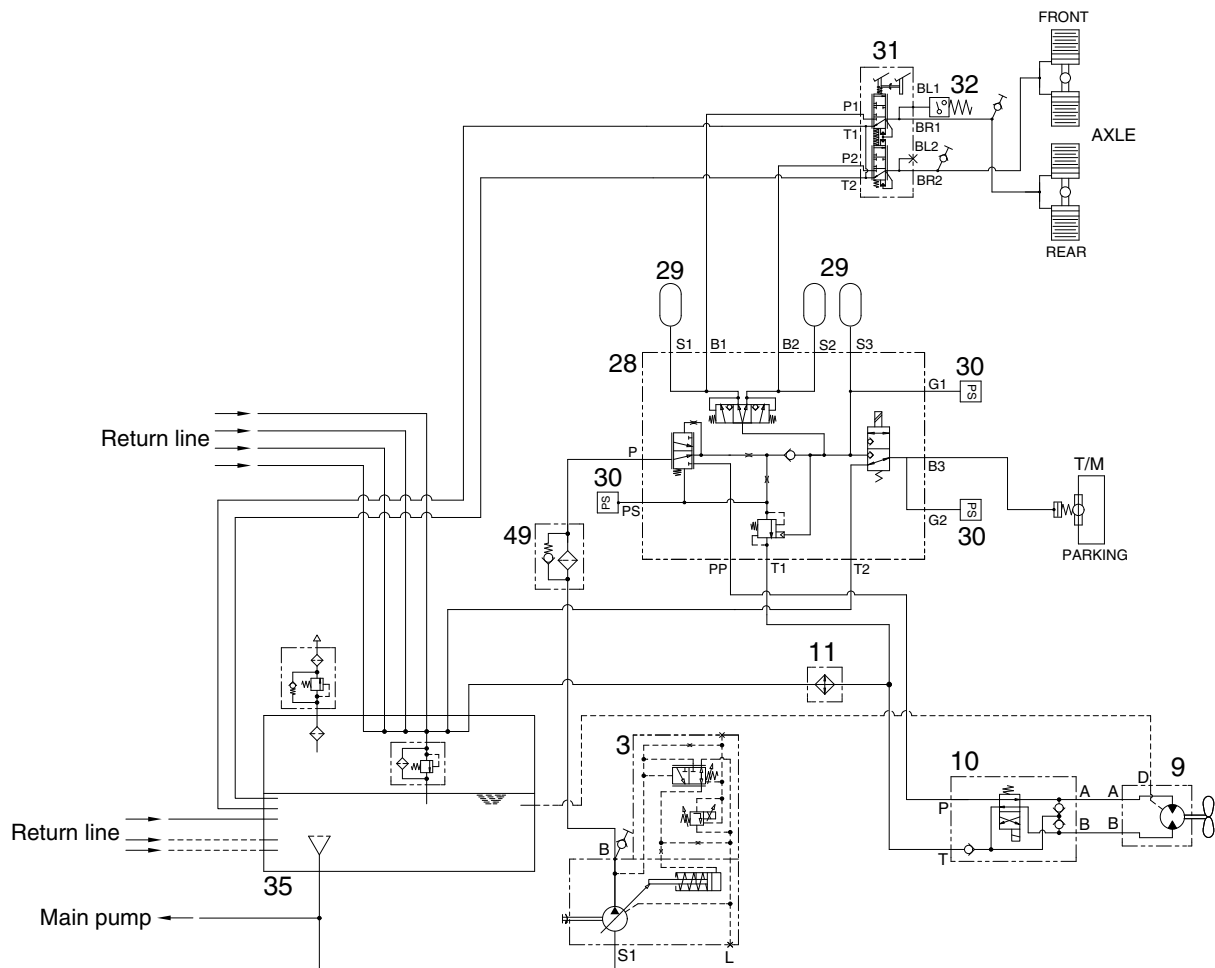 FRONT
31
BL1
32
P1
BR1
T1
AXLE
BL2
P2
BR2
T2
REAR
29
29
S1
B1
B2
S2
S3
28
30
G1
Return line
P
B3
T/M
30
PS
PS
PS
PS
G2
30
49
PARKING
PP
T1
T2
11
3
10
D
9
A
A
P
B
B
T
Return line
B
35
Main pump
S1
L